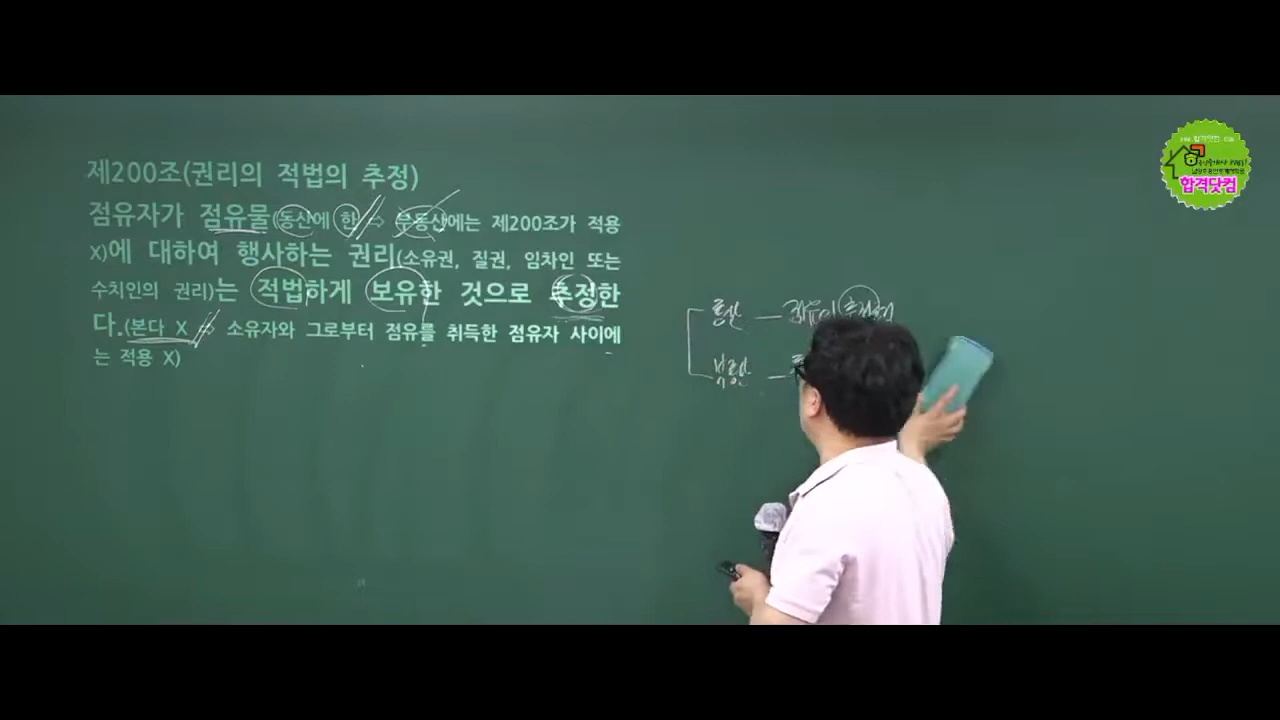 제200조(권리의 적법의 추정)
점유자가 점유물(동산에 한 ⇨ 부동산에는 제200조가 적용
X)에 대하여 행사하는 권리(소유권, 질권, 임차인 또는
수치인의 권리)는 적법하게 보유한 것으로 추정한
다.(본다 X ⇨ 소유자와 그로부터 점유를 취득한 점유자 사이에
는 적용 X)
동산 ―
부동산 ―
합격닷컴